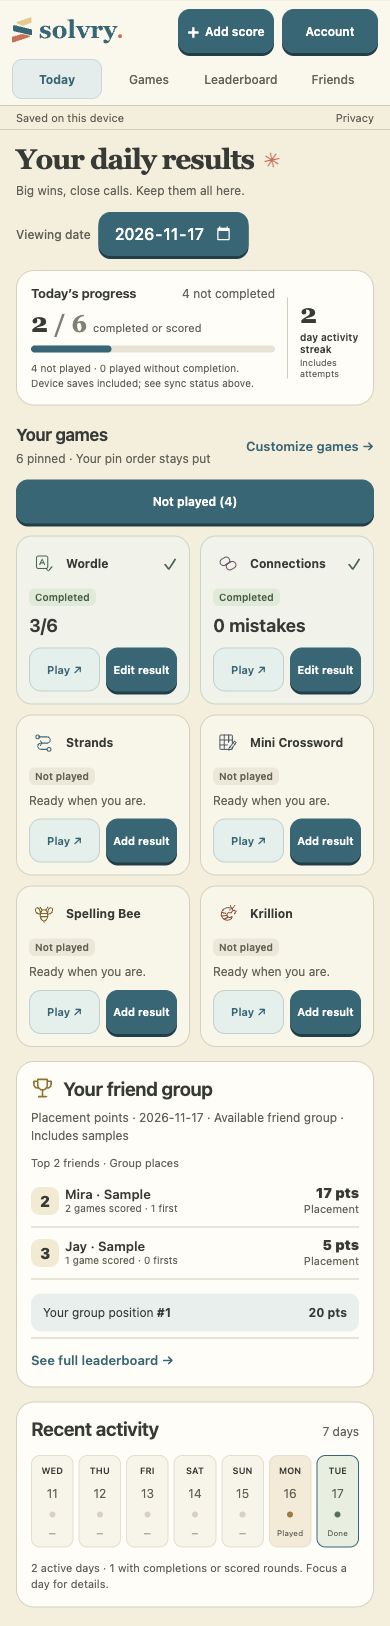 solvry.
+ Add score
Account
Today
Games
Leaderboard
Friends
Saved on this device
Privacy
Your daily results
Big wins, close calls. Keep them all here.
Viewing date
2026-11-17
Today's progress
4 not completed
2 / 6 completed or scored
4 not played · 0 played without completion.
Device saves included; see sync status above.
2
day activity
streak
Includes
attempts
Your games
6 pinned · Your pin order stays put
Customize games →
Not played (4)
Wordle
Completed
3/6
Play ↗
Edit result
Connections
Completed
0 mistakes
Play ↗
Edit result
Strands
Not played
Ready when you are.
Play ↗
Add result
Mini Crossword
Not played
Ready when you are.
Play ↗
Add result
Spelling Bee
Not played
Ready when you are.
Play ↗
Add result
Krillion
Not played
Ready when you are.
Play ↗
Add result
Your friend group
Placement points · 2026-11-17 · Available friend group ·
Includes samples
Top 2 friends · Group places
2
Mira · Sample
2 games scored · 1 first
17 pts
Placement
3
Jay · Sample
1 game scored · 0 firsts
5 pts
Placement
Your group position #1
20 pts
See full leaderboard →
Recent activity
7 days
WED
11
–
THU
12
–
FRI
13
–
SAT
14
–
SUN
15
–
MON
16
Played
TUE
17
Done
2 active days · 1 with completions or scored rounds. Focus a
day for details.